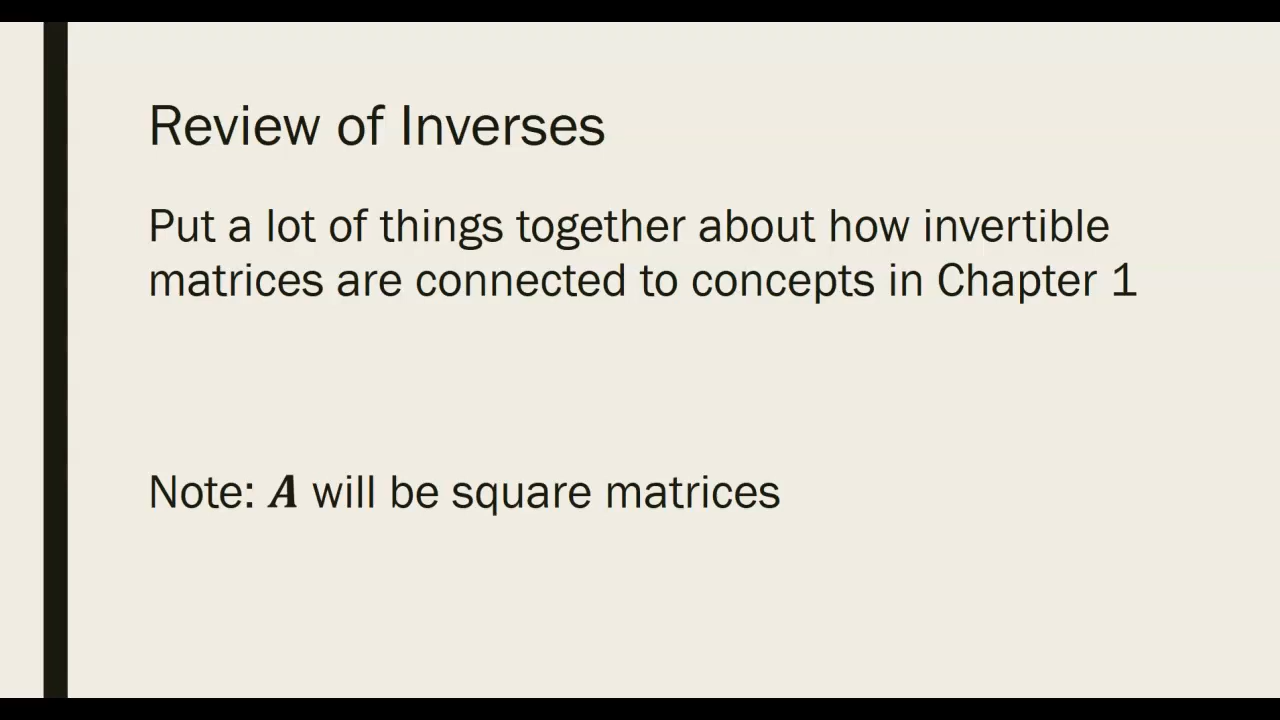 Review of Inverses
Put a lot of things together about how invertible
matrices are connected to concepts in Chapter 1
Note: A will be square matrices